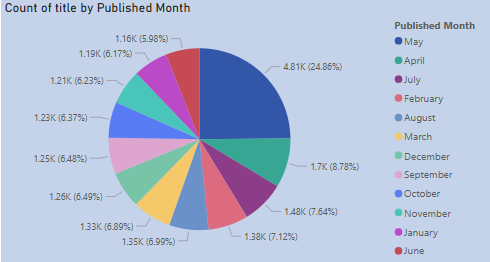 Count of title by Published Month
Published Month
May
April
July
February
August
March
December
September
October
November
January
June
4.81K (24.86%)
1.7K (8.78%)
1.48K (7.64%)
1.38K (7.12%)
1.35K (6.99%)
1.33K (6.89%)
1.26K (6.49%)
1.25K (6.48%)
1.23K (6.37%)
1.21K (6.23%)
1.19K (6.17%)
1.16K (5.98%)